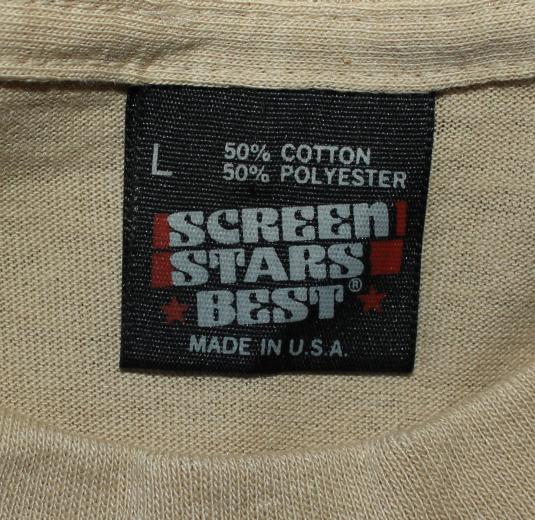 L
50% COTTON
50% POLYESTER
SCREEN
STARS
BEST®
MADE IN U.S.A.